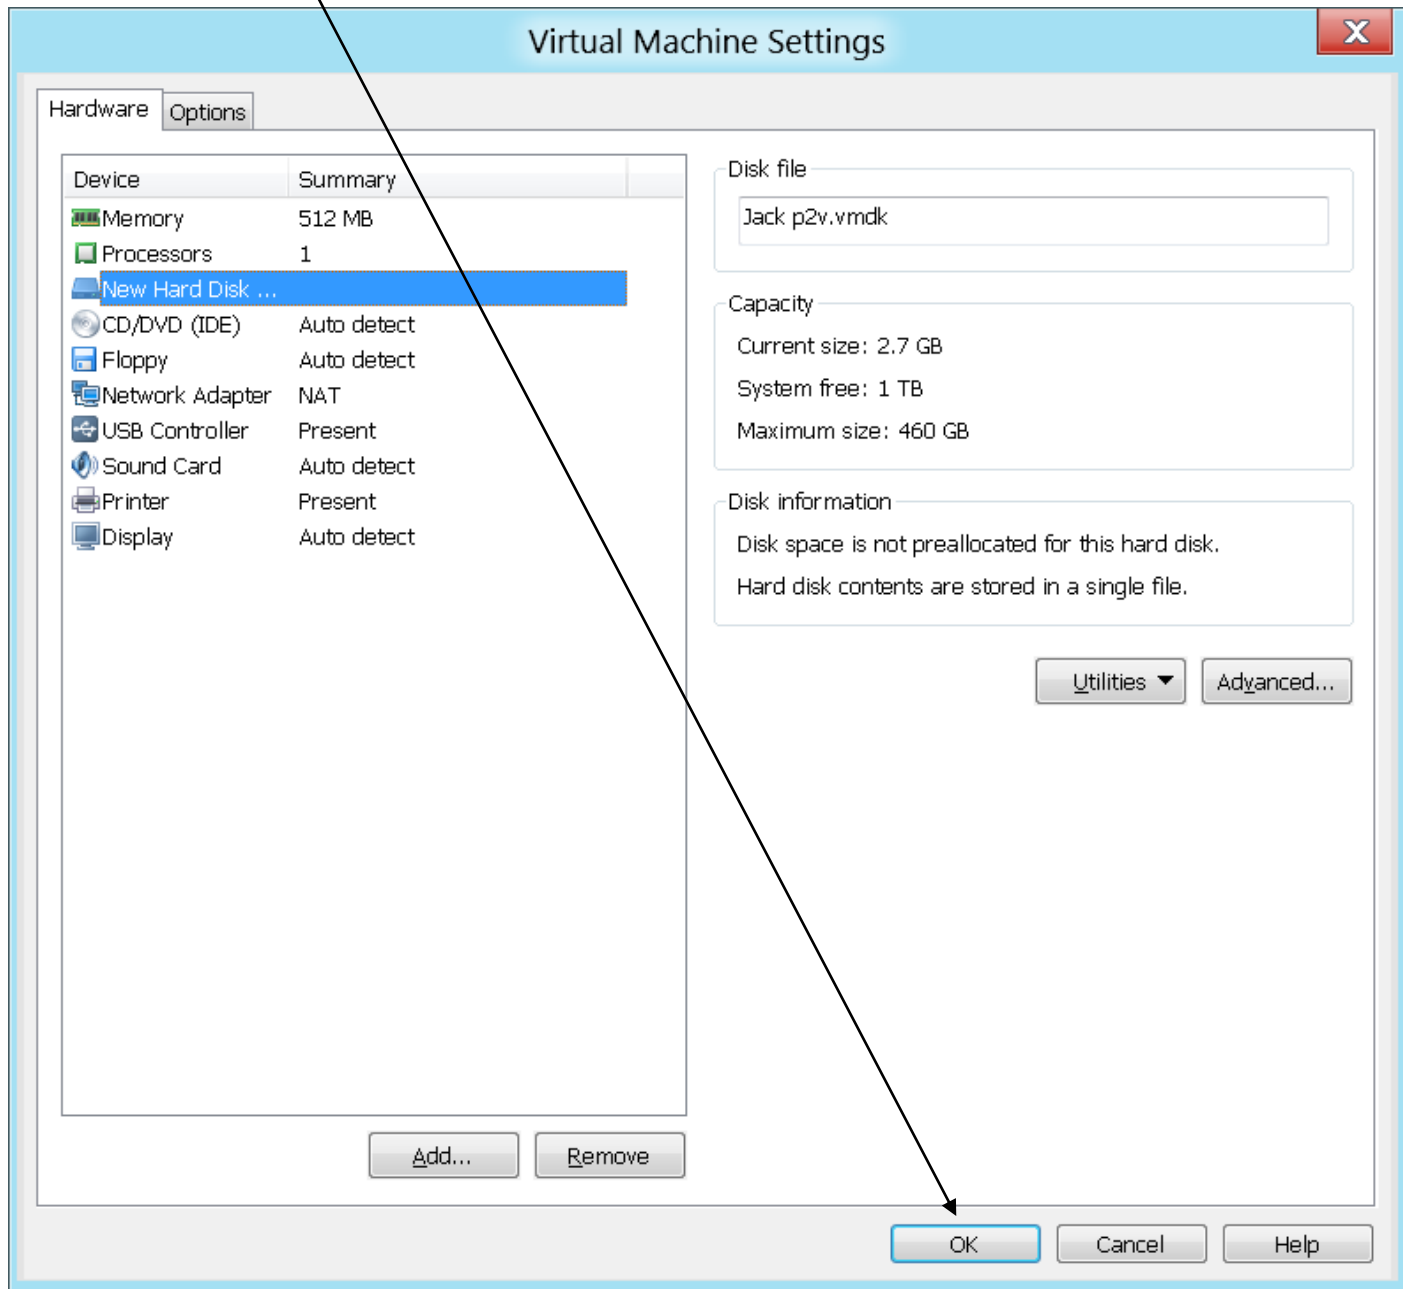 Virtual Machine Settings
X
Hardware Options
Device Summary
Memory 512 MB
Processors 1
New Hard Disk ...
CD/DVD (IDE) Auto detect
Floppy Auto detect
Network Adapter NAT
USB Controller Present
Sound Card Auto detect
Printer Present
Display Auto detect
Add... Remove
Disk file
Jack p2v.vmdk
Capacity
Current size: 2.7 GB
System free: 1 TB
Maximum size: 460 GB
Disk information
Disk space is not preallocated for this hard disk.
Hard disk contents are stored in a single file.
Utilities Advanced...
OK Cancel Help